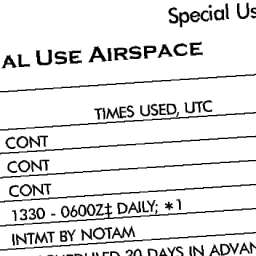 Special Us
AL USE AIRSPACE
TIMES USED, UTC
CONT
CONT
CONT
1330 - 0600Z‡ DAILY; *1
INTMT BY NOTAM
SCHEDULED 30 DAYS IN ADVAN